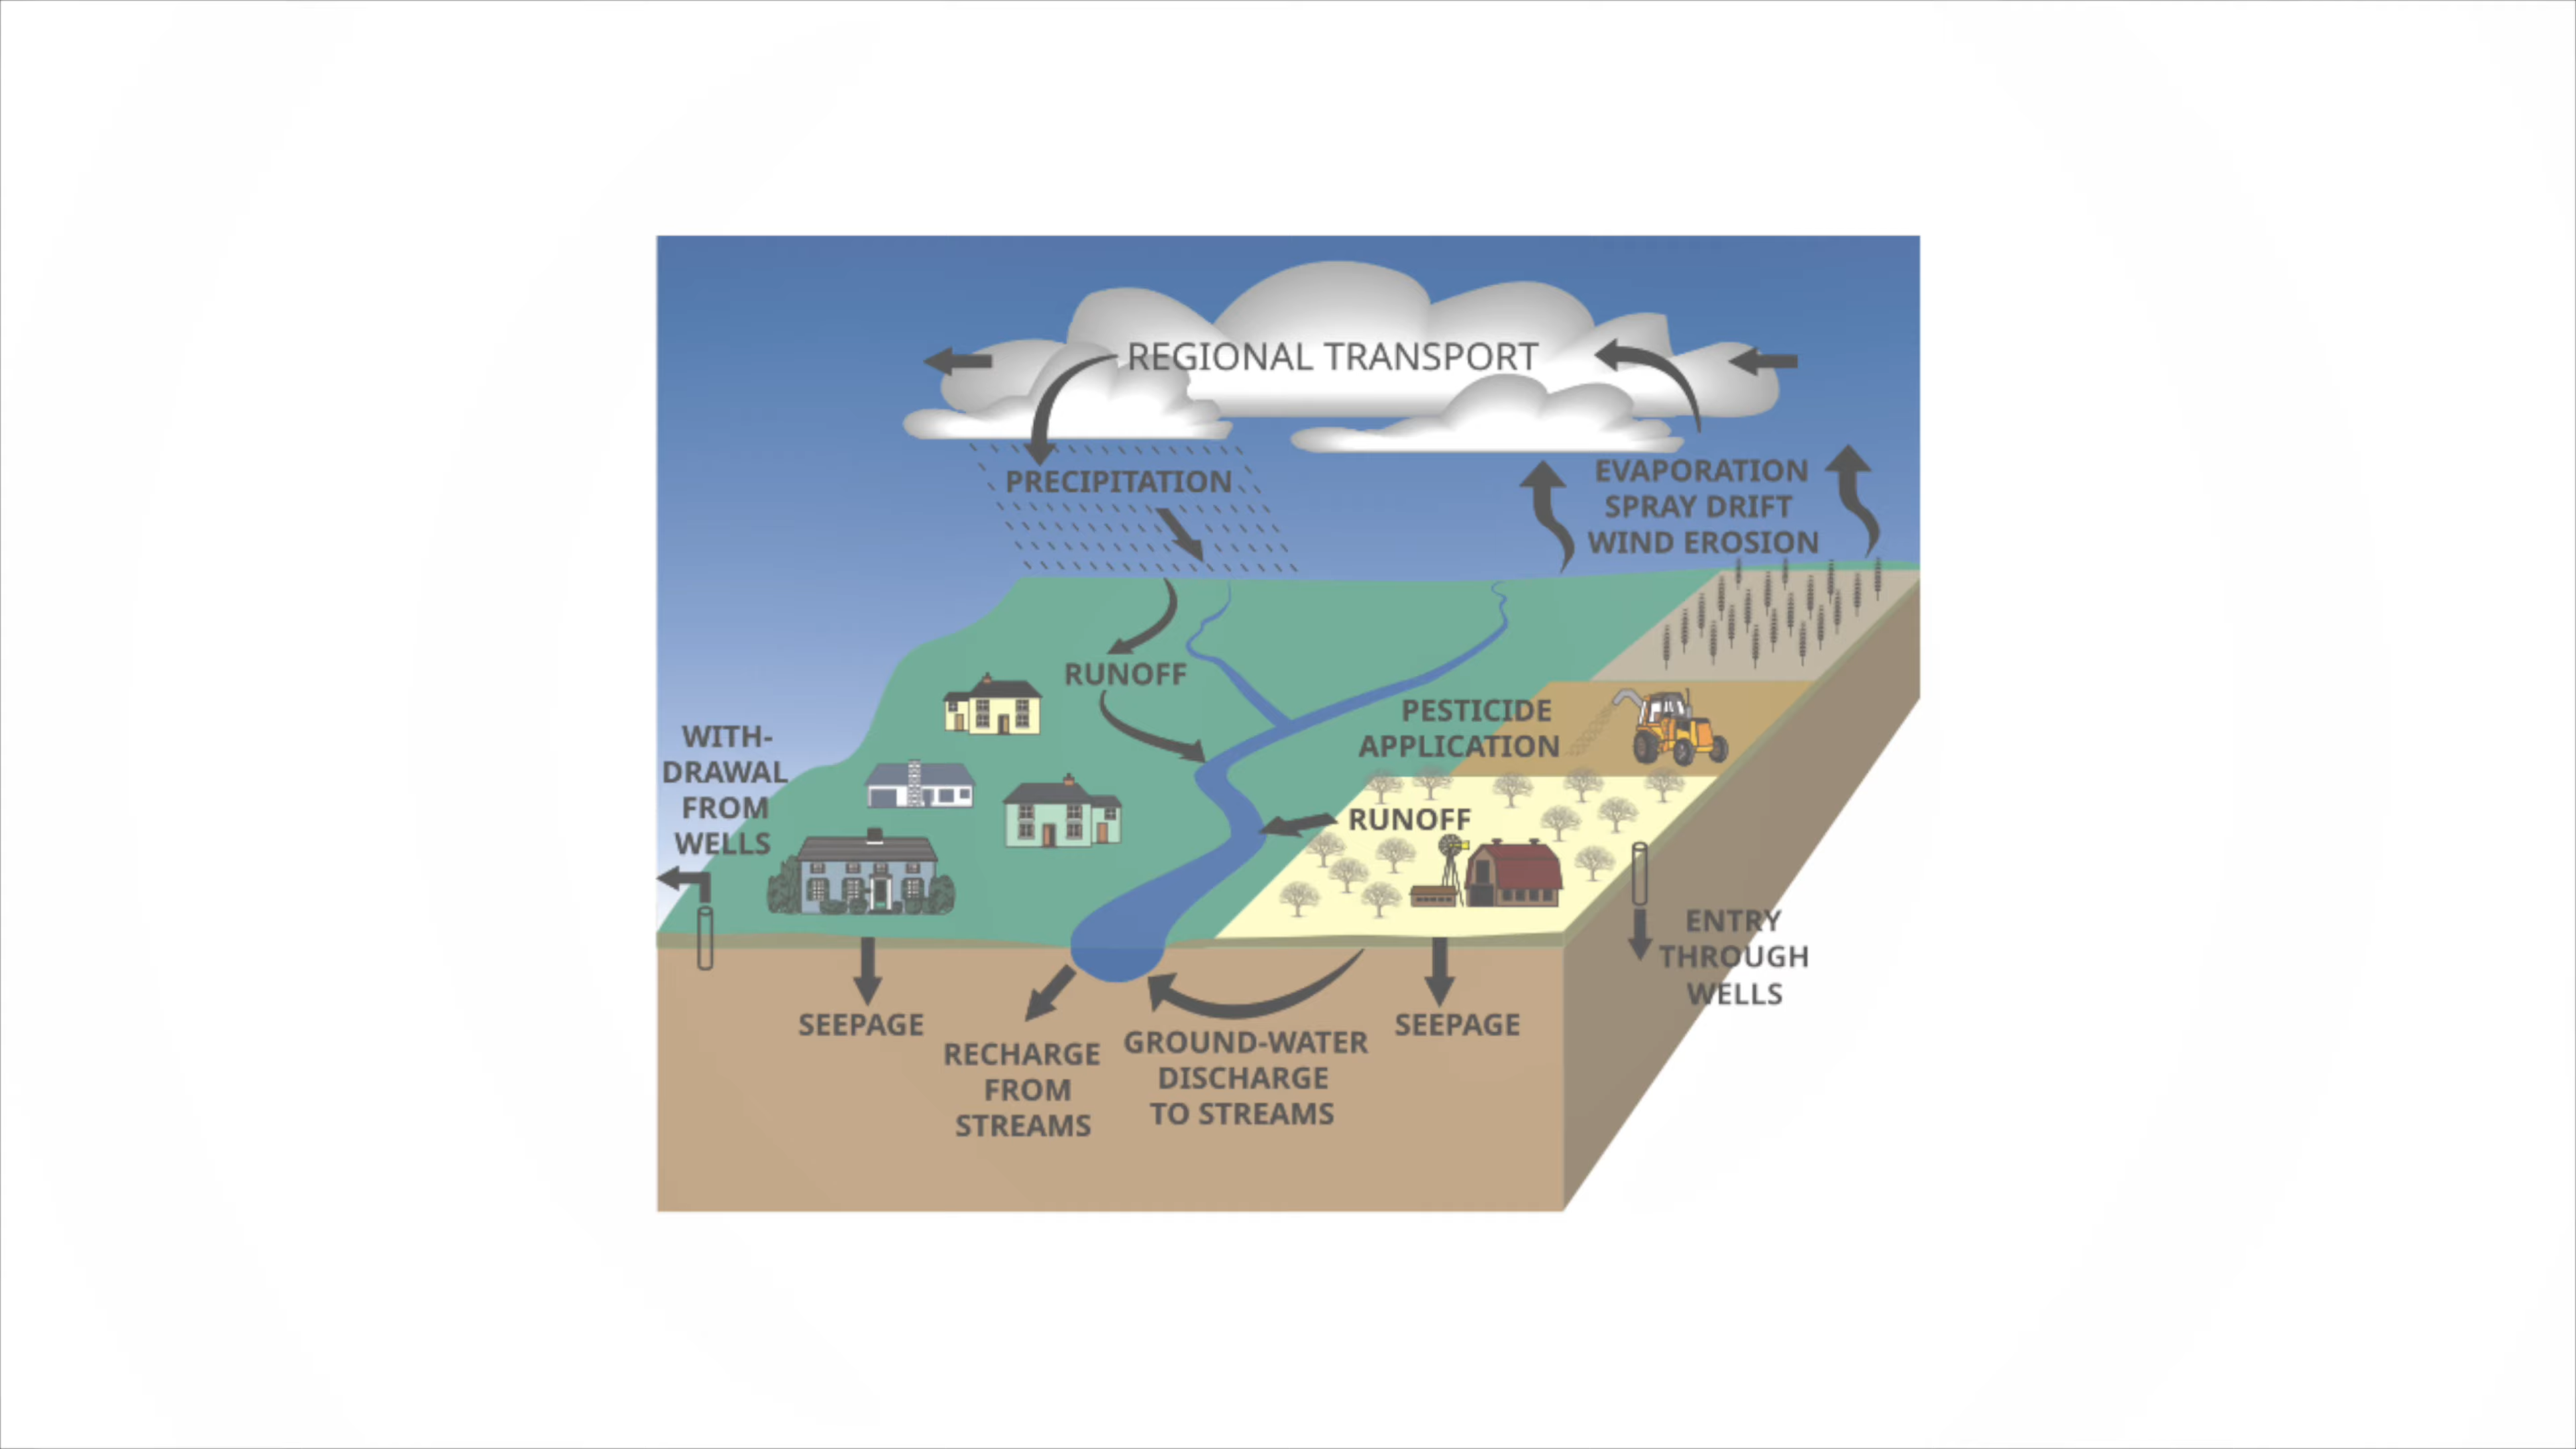 REGIONAL TRANSPORT
PRECIPITATION
EVAPORATION
SPRAY DRIFT
WIND EROSION
RUNOFF
PESTICIDE
APPLICATION
WITH-
DRAWAL
FROM
WELLS
RUNOFF
ENTRY
THROUGH
WELLS
SEEPAGE
RECHARGE
FROM
STREAMS
GROUND-WATER
DISCHARGE
TO STREAMS
SEEPAGE